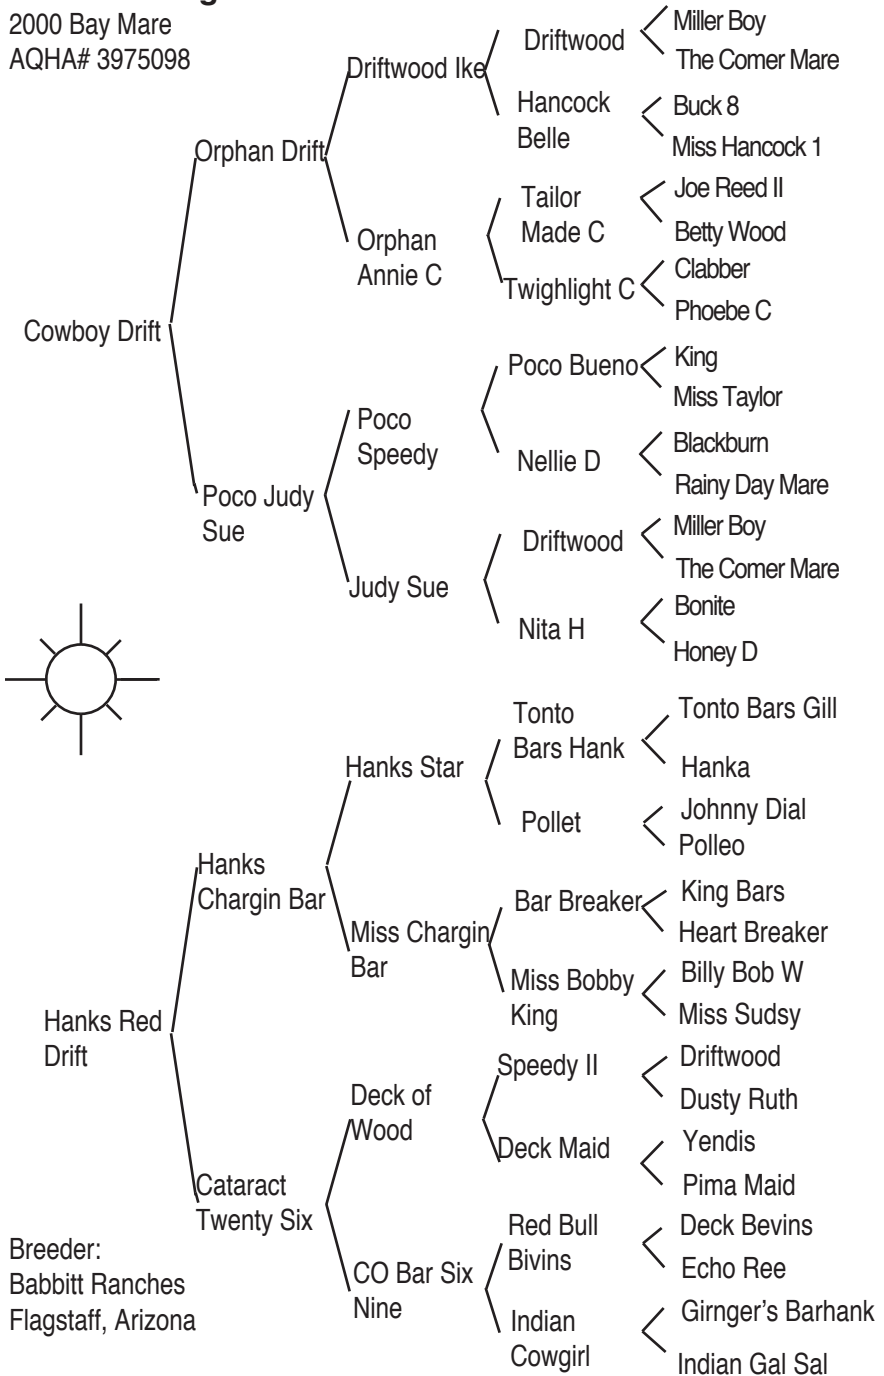 2000 Bay Mare
AQHA# 3975098
Cowboy Drift
Orphan Drift
Driftwood Ike
Driftwood
Miller Boy
The Comer Mare
Hancock
Belle
Buck 8
Miss Hancock 1
Orphan
Annie C
Tailor
Made C
Joe Reed II
Betty Wood
Twighlight C
Clabber
Phoebe C
Poco Judy
Sue
Poco
Speedy
Poco Bueno
King
Miss Taylor
Nellie D
Blackburn
Rainy Day Mare
Judy Sue
Driftwood
Miller Boy
The Comer Mare
Nita H
Bonite
Honey D
Hanks Red
Drift
Hanks
Chargin Bar
Hanks Star
Tonto
Bars Hank
Tonto Bars Gill
Hanka
Pollet
Johnny Dial
Polleo
Miss Chargin
Bar
Bar Breaker
King Bars
Heart Breaker
Miss Bobby
King
Billy Bob W
Miss Sudsy
Cataract
Twenty Six
Deck of
Wood
Speedy II
Driftwood
Dusty Ruth
Deck Maid
Yendis
Pima Maid
CO Bar Six
Nine
Red Bull
Bivins
Deck Bevins
Echo Ree
Indian
Cowgirl
Girnger's Barhank
Indian Gal Sal
Breeder:
Babbitt Ranches
Flagstaff, Arizona